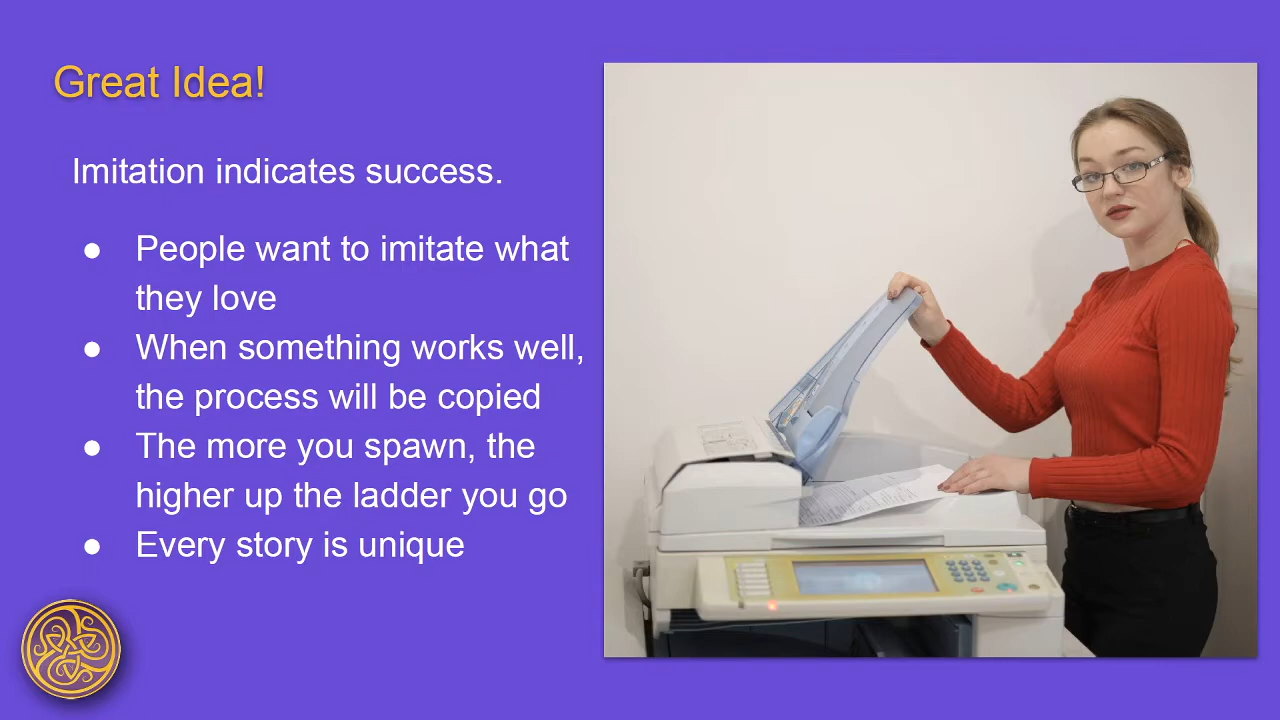 Great Idea!
Imitation indicates success.
● People want to imitate what
they love
● When something works well,
the process will be copied
● The more you spawn, the
higher up the ladder you go
● Every story is unique